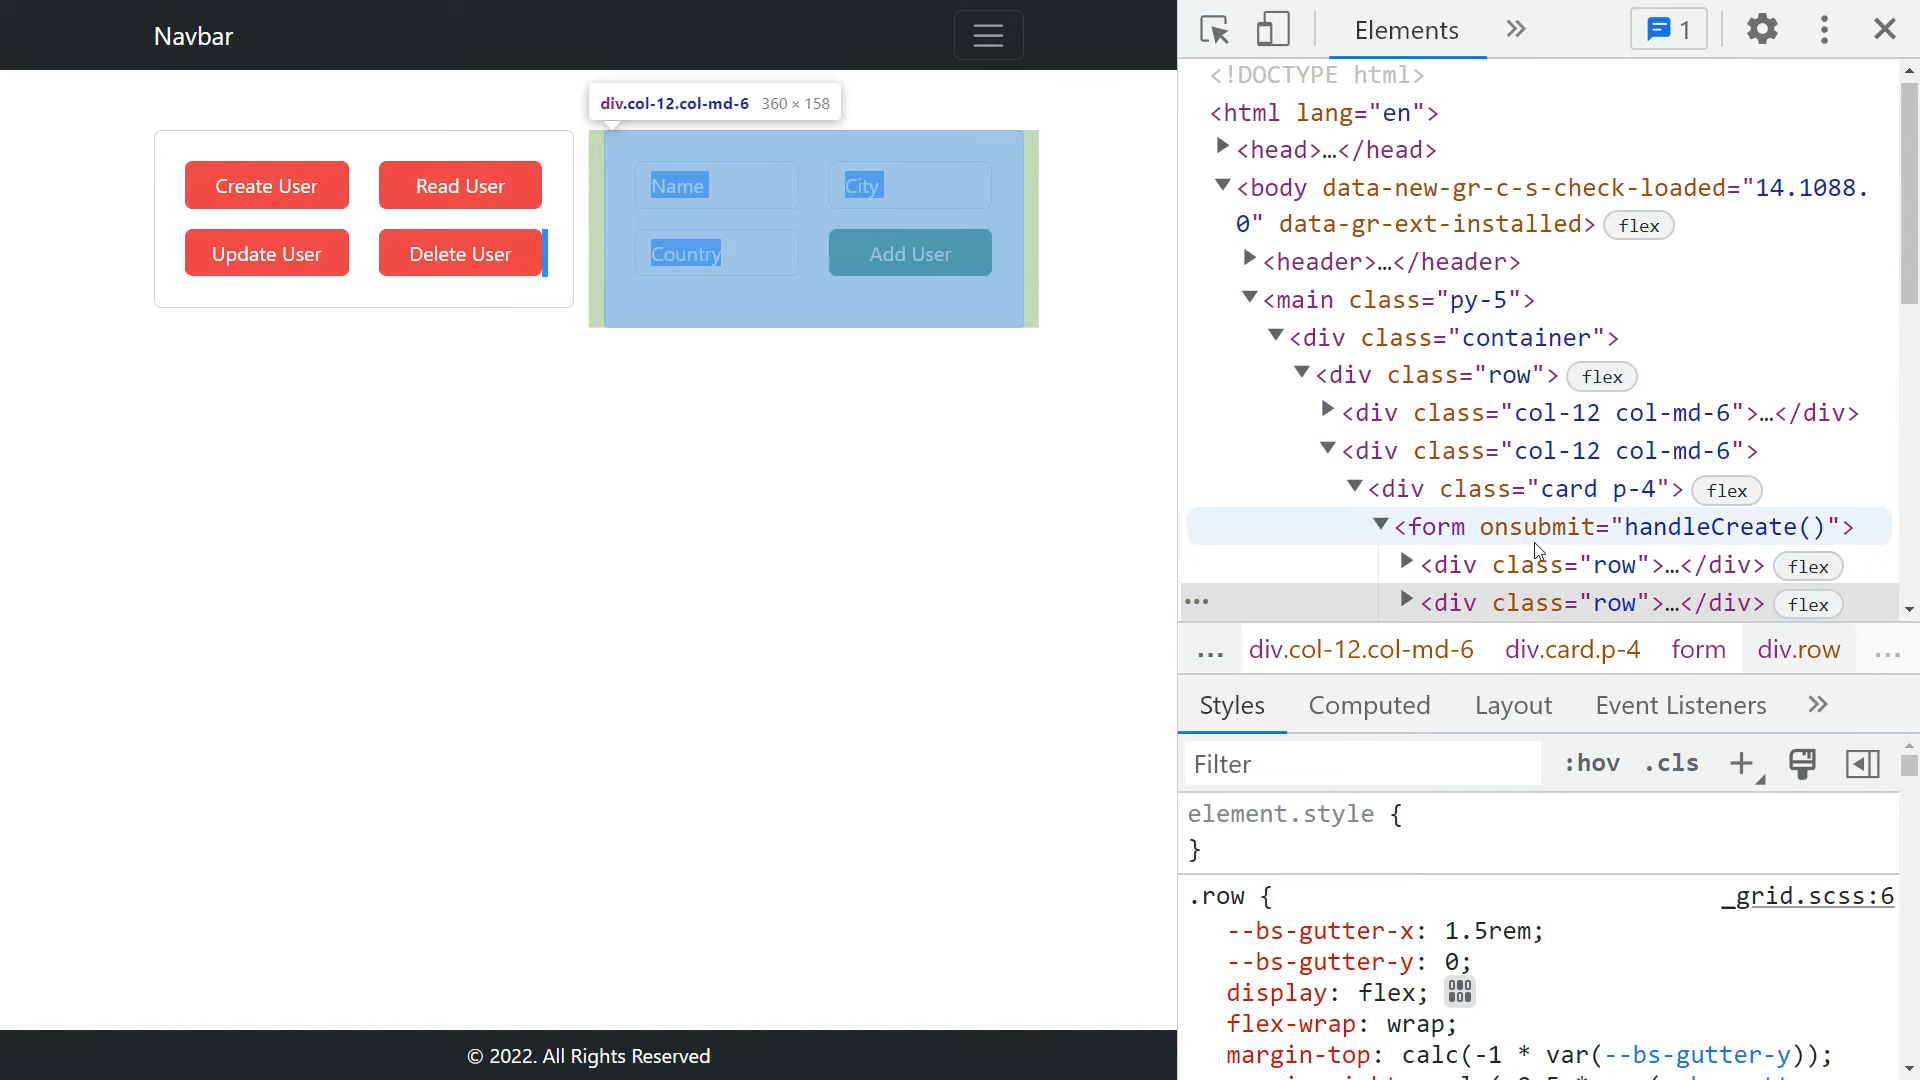 Navbar
div.col-12.col-md-6 360 × 158
Create User Read User
Update User Delete User
Name City
Country Add User
© 2022. All Rights Reserved
Elements 1
<!DOCTYPE html>
<html lang="en">
<head>…</head>
<body data-new-gr-c-s-check-loaded="14.1088.
0" data-gr-ext-installed> flex
<header>…</header>
<main class="py-5">
<div class="container">
<div class="row"> flex
<div class="col-12 col-md-6">…</div>
<div class="col-12 col-md-6">
<div class="card p-4"> flex
<form onsubmit="handleCreate()">
<div class="row">…</div> flex
<div class="row">…</div> flex
... div.col-12.col-md-6 div.card.p-4 form div.row ...
Styles Computed Layout Event Listeners
Filter :hov .cls
element.style {
}
.row { _grid.scss:6
--bs-gutter-x: 1.5rem;
--bs-gutter-y: 0;
display: flex;
flex-wrap: wrap;
margin-top: calc(-1 * var(--bs-gutter-y));